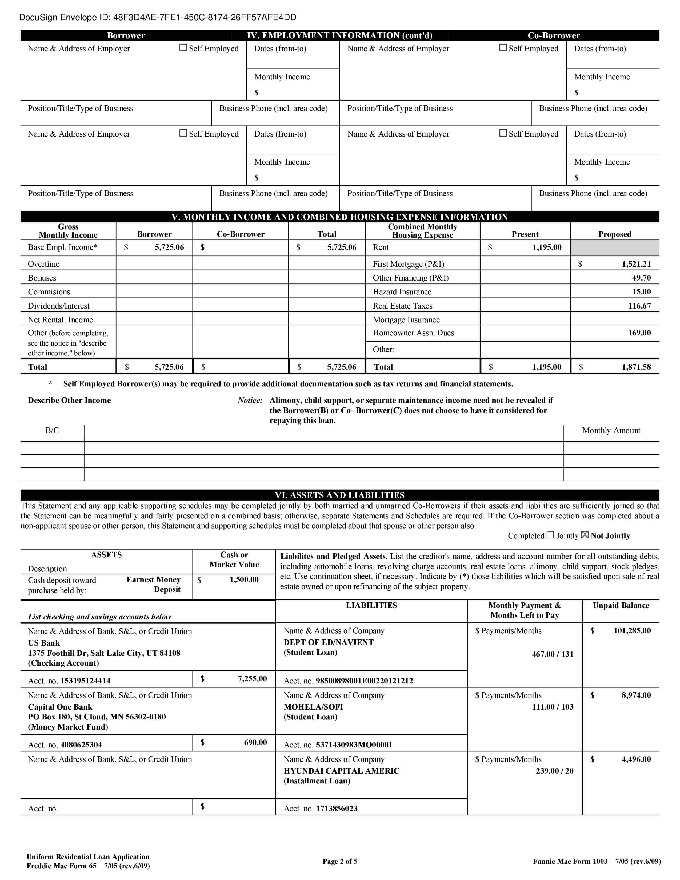 DocuSign Envelope ID: 48F3D4AE-7FE1-450C-8174-26FF57AFE4DD
Borrower IV. EMPLOYMENT INFORMATION (cont'd) Co-Borrower
Name & Address of Employer ☐ Self Employed Dates (from-to) Name & Address of Employer ☐ Self Employed Dates (from-to)
Monthly Income Monthly Income
$ $
Position/Title/Type of Business Business Phone (incl. area code) Position/Title/Type of Business Business Phone (incl. area code)
Name & Address of Employer ☐ Self Employed Dates (from-to) Name & Address of Employer ☐ Self Employed Dates (from-to)
Monthly Income Monthly Income
$ $
Position/Title/Type of Business Business Phone (incl. area code) Position/Title/Type of Business Business Phone (incl. area code)
V. MONTHLY INCOME AND COMBINED HOUSING EXPENSE INFORMATION
Gross Monthly Income Borrower Co-Borrower Total Combined Monthly Housing Expense Present Proposed
Base Empl. Income* $ 5,725.06 $ $ 5,725.06 Rent $ 1,195.00
Overtime First Mortgage (P&I) $ 1,521.21
Bonuses Other Financing (P&I) 49.70
Commisions Hazard Insurance 15.00
Dividends/Interest Real Estate Taxes 116.67
Net Rental Income Mortgage Insurance
Other (before completing, Homeowner Assn. Dues 169.00
see the notice in "describe
other income," below) Other:
Total $ 5,725.06 $ $ 5,725.06 Total $ 1,195.00 $ 1,871.58
* Self Employed Borrower(s) may be required to provide additional documentation such as tax returns and financial statements.
Describe Other Income Notice: Alimony, child support, or separate maintenance income need not be revealed if
the Borrower(B) or Co- Borrower(C) does not choose to have it considered for
repaying this loan.
B/C Monthly Amount
VI. ASSETS AND LIABILITIES
This Statement and any applicable supporting schedules may be completed jointly by both married and unmarried Co-Borrowers if their assets and liabilities are sufficiently joined so that
the Statement can be meaningfully and fairly presented on a combined basis; otherwise, separate Statements and Schedules are required. If the Co-Borrower section was completed about a
non-applicant spouse or other person, this Statement and supporting schedules must be completed about that spouse or other person also.
Completed ☐ Jointly ☒ Not Jointly
ASSETS Cash or Market Value
Description
Cash deposit toward purchase held by: Earnest Money Deposit $ 1,500.00
Liabilites and Pledged Assets. List the creditor's name, address and account number for all outstanding debts,
including automobile loans, revolving charge accounts, real estate loans, alimony, child support, stock pledges,
etc. Use continuation sheet, if necessary. Indicate by (*) those liabilities which will be satisfied upon sale of real
estate owned or upon refinancing of the subject property.
List checking and savings accounts below LIABILITIES Monthly Payment & Months Left to Pay Unpaid Balance
Name & Address of Bank, S&L, or Credit Union Name & Address of Company $ Payments/Months $ 101,285.00
US Bank DEPT OF ED/NAVIENT
1375 Foothill Dr, Salt Lake City, UT 84108 (Student Loan) 467.00 / 131
(Checking Account)
Acct. no. 153195124414 $ 7,255.00 Acct. no. 98500898001E00220121212
Name & Address of Bank, S&L, or Credit Union Name & Address of Company $ Payments/Months $ 8,974.00
Capital One Bank MOHELA/SOFI 111.00 / 103
PO Box 180, St Cloud, MN 56302-0180 (Student Loan)
(Money Market Fund)
Acct. no. 4080625304 $ 690.00 Acct. no. 5371430983MO00001
Name & Address of Bank, S&L, or Credit Union Name & Address of Company $ Payments/Months $ 4,496.00
HYUNDAI CAPITAL AMERIC 239.00 / 20
(Installment Loan)
Acct. no. $ Acct. no. 1713856023
Uniform Residential Loan Application
Freddie Mac Form 65 7/05 (rev.6/09) Page 2 of 5 Fannie Mae Form 1003 7/05 (rev.6/09)